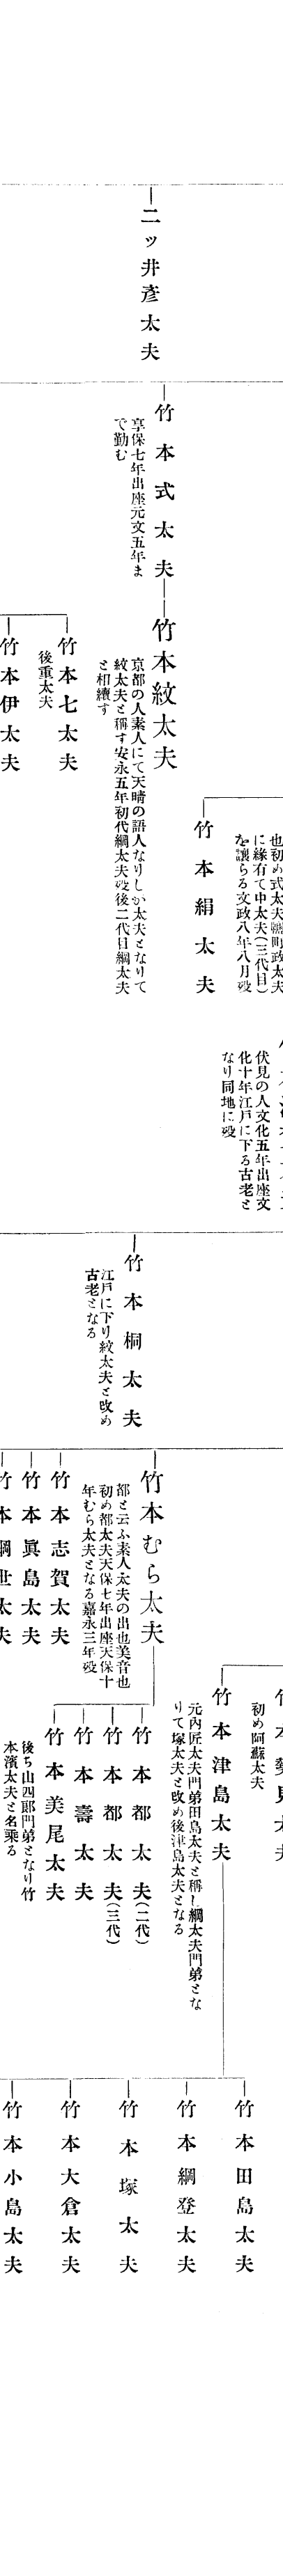 二ッ井彥太夫
竹本式太夫
享保七年出座元文五年ま
で勤む
竹本紋太夫
京都の人素人にて天晴の語人なりしが太夫となりて
紋太夫と稱す安永五年初代綱太夫歿後二代目綱太夫
と相續す
竹本七太夫
後重太夫
竹本伊太夫
也初め式太夫
に緣有て中太夫(三代目)
を讓らる文政八年八月歿
竹本絹太夫
伏見の人文化五年出座文
化十年江戶に下る古老と
なり同地に歿
竹本桐太夫
江戶に下り紋太夫と改め
古老となる
竹本むら太夫
都と云ふ素人太夫の出也美音也
初め都太夫天保七年出座天保十
年むら太夫となる嘉永三年歿
竹本志賀太夫
竹本眞島太夫
竹本綱世太夫
初め阿蘇太夫
竹本津島太夫
元內匠太夫門弟田島太夫と稱し綱太夫門弟とな
りて塚太夫と改め後津島太夫となる
竹本都太夫(二代)
竹本都太夫(三代)
竹本壽太夫
竹本美尾太夫
後ち山四郞門弟となり竹
本濱太夫と名乘る
竹本田島太夫
竹本綱登太夫
竹本塚太夫
竹本大倉太夫
竹本小島太夫